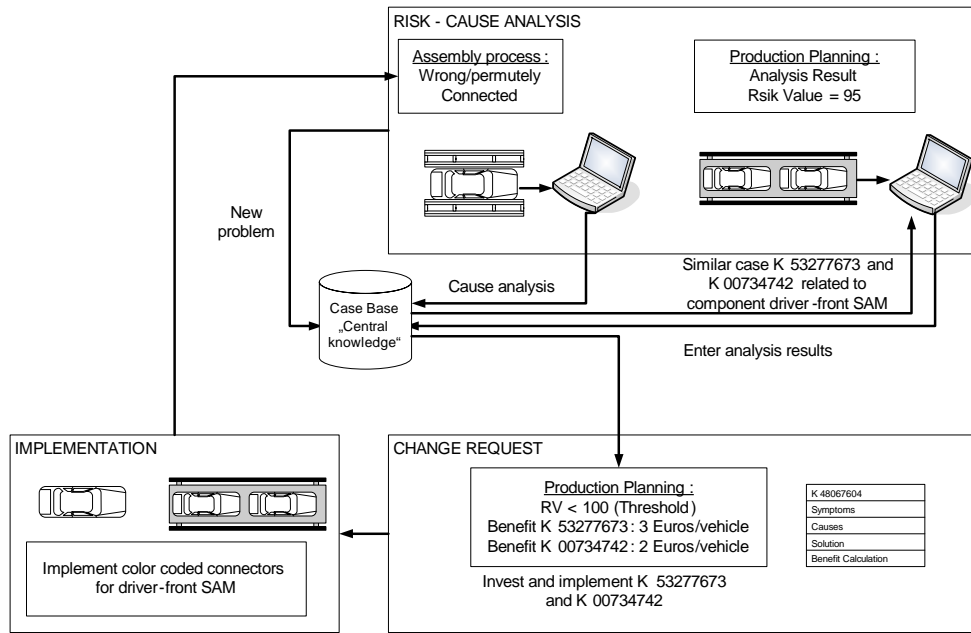 RISK - CAUSE ANALYSIS
Assembly process :
Wrong/permutely
Connected
Production Planning :
Analysis Result
Rsik Value = 95
New
problem
Cause analysis
Similar case K 53277673 and
K 00734742 related to
component driver-front SAM
Case Base
„Central
knowledge“
Enter analysis results
IMPLEMENTATION
Implement color coded connectors
for driver-front SAM
CHANGE REQUEST
Production Planning :
RV < 100 (Threshold)
Benefit K 53277673 : 3 Euros/vehicle
Benefit K 00734742 : 2 Euros/vehicle
Invest and implement K 53277673
and K 00734742
K 48067604
Symptoms
Causes
Solution
Benefit Calculation